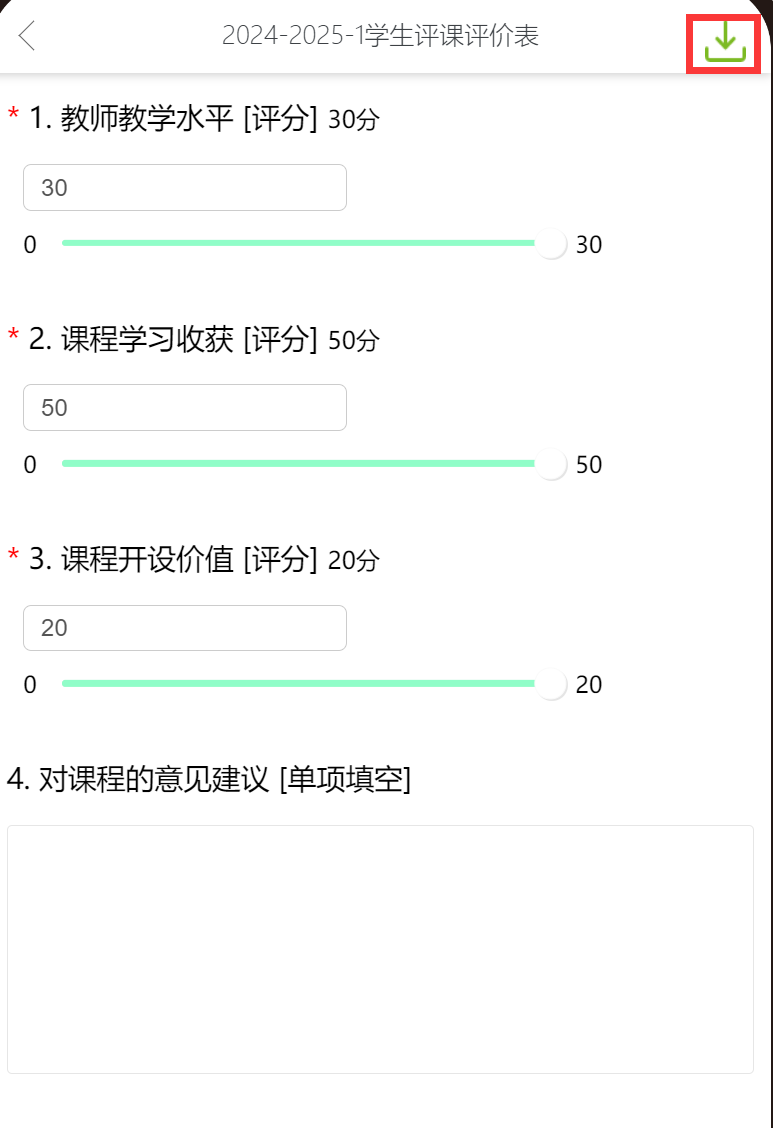 2024-2025-1学生评课评价表
* 1. 教师教学水平 [评分] 30分
30
0 30
* 2. 课程学习收获 [评分] 50分
50
0 50
* 3. 课程开设价值 [评分] 20分
20
0 20
4. 对课程的意见建议 [单项填空]